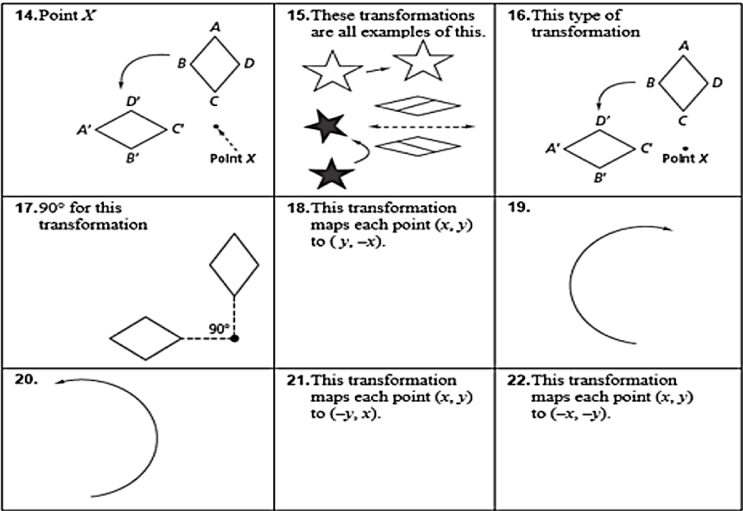 14.Point X
A
B
D
C
D'
A'
C'
B'
Point X
15.These transformations
are all examples of this.
16.This type of
transformation
A
B
D
C
D'
A'
C'
B'
Point X
17.90° for this
transformation
90°
18.This transformation
maps each point (x, y)
to ( y, –x).
19.
20.
21.This transformation
maps each point (x, y)
to (–y, x).
22.This transformation
maps each point (x, y)
to (–x, –y).